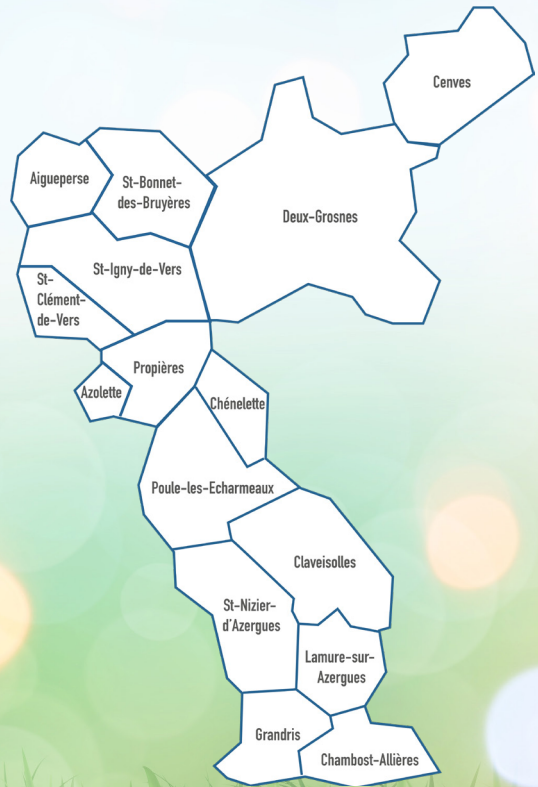 Cenves
Aigueperse
St-Bonnet-
des-Bruyères
Deux-Grosnes
St-Igny-de-Vers
St-
Clément-
de-Vers
Propières
Azolette
Chénelette
Poule-les-Echarmeaux
Claveisolles
St-Nizier-
d'Azergues
Lamure-sur-
Azergues
Grandris
Chambost-Allières